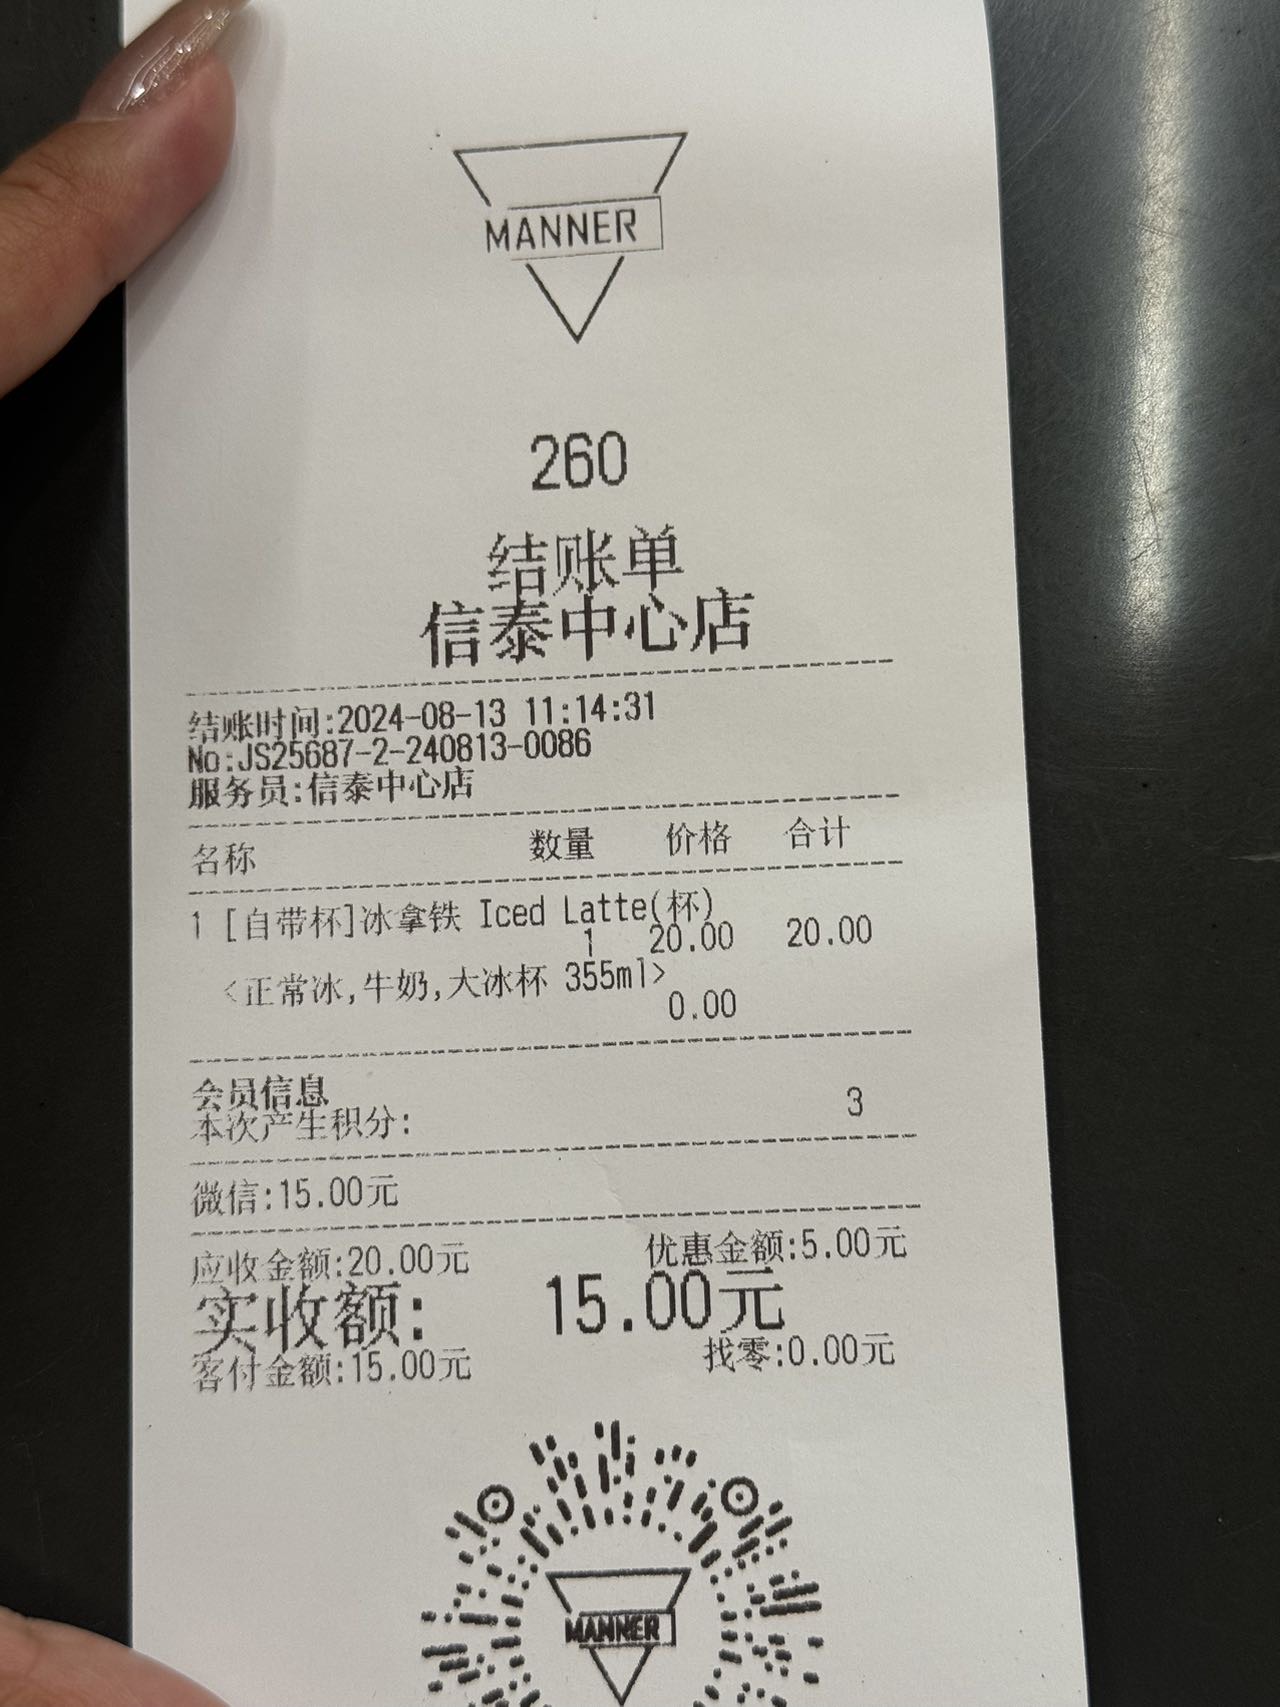 MANNER
260
结账单
信泰中心店
结账时间:2024-08-13 11:14:31
No:JS25687-2-240813-0086
服务员:信泰中心店
名称 数量 价格 合计
1 [自带杯]冰拿铁 Iced Latte(杯)
1 20.00 20.00
<正常冰,牛奶,大冰杯 355ml>
0.00
会员信息
本次产生积分: 3
微信:15.00元
应收金额:20.00元 优惠金额:5.00元
实收额: 15.00元
客付金额:15.00元 找零:0.00元
MANNER